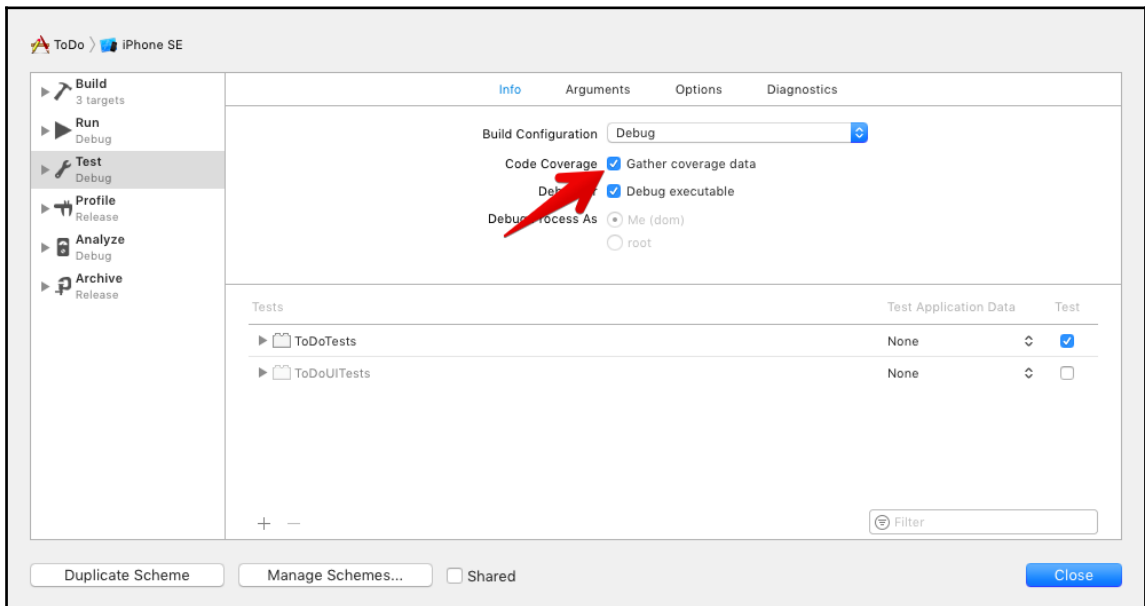 ToDo iPhone SE
Build
3 targets
Run
Debug
Test
Debug
Profile
Release
Analyze
Debug
Archive
Release
Info Arguments Options Diagnostics
Build Configuration Debug
Code Coverage Gather coverage data
Debug executable
Me (dom)
root
Tests Test Application Data Test
ToDoTests None
ToDoUITests None
Filter
Duplicate Scheme Manage Schemes... Shared Close